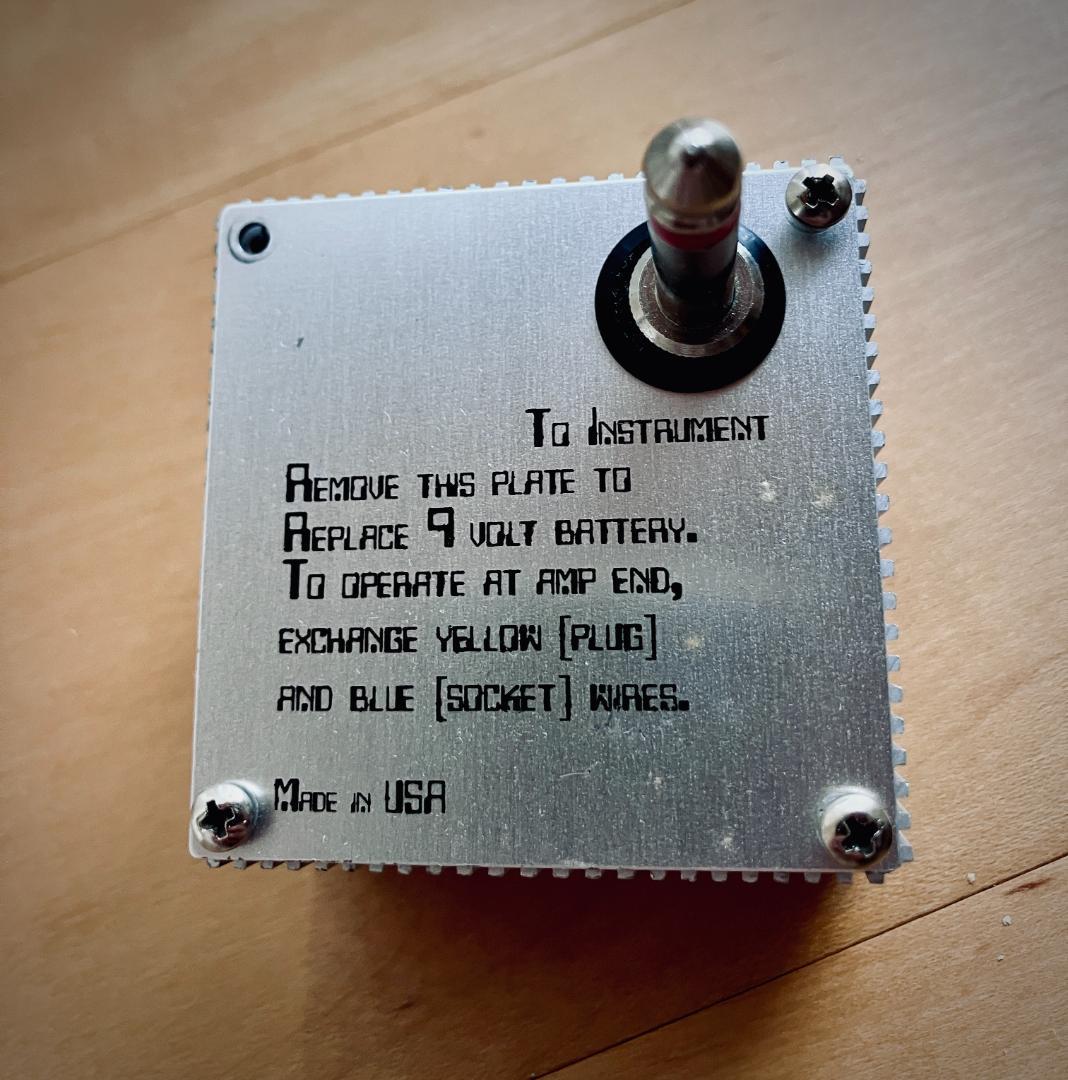 To Instrument
Remove this plate to
Replace 9 volt battery.
To operate at amp end,
exchange yellow [plug]
and blue [socket] wires.
Made in USA